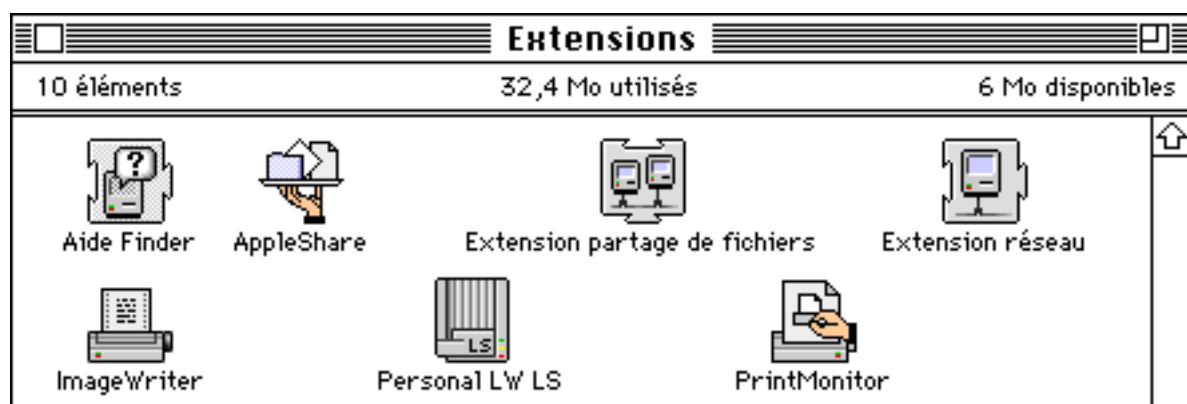 Extensions
10 éléments 32,4 Mo utilisés 6 Mo disponibles
?
Aide Finder AppleShare Extension partage de fichiers Extension réseau
LS
ImageWriter Personal LW LS PrintMonitor